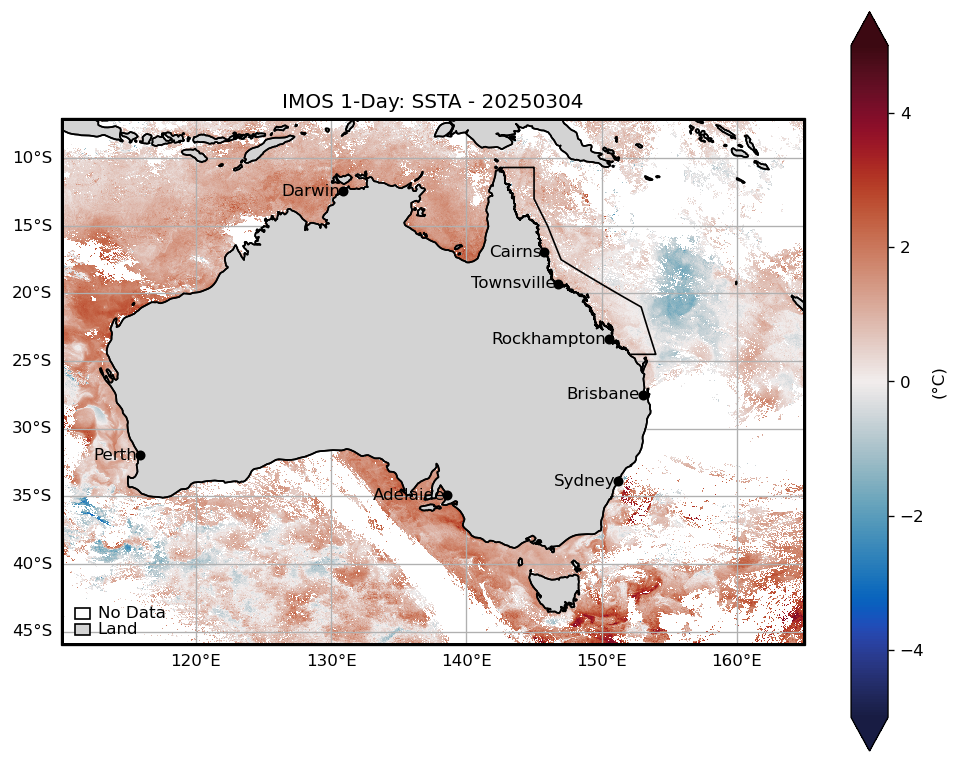 IMOS 1-Day: SSTA - 20250304
10°S
15°S
20°S
25°S
30°S
35°S
40°S
45°S
Darwin
Cairns
Townsville
Rockhampton
Brisbane
Perth
Sydney
Adelaide
No Data
Land
120°E
130°E
140°E
150°E
160°E
4
2
0
−2
−4
(°C)